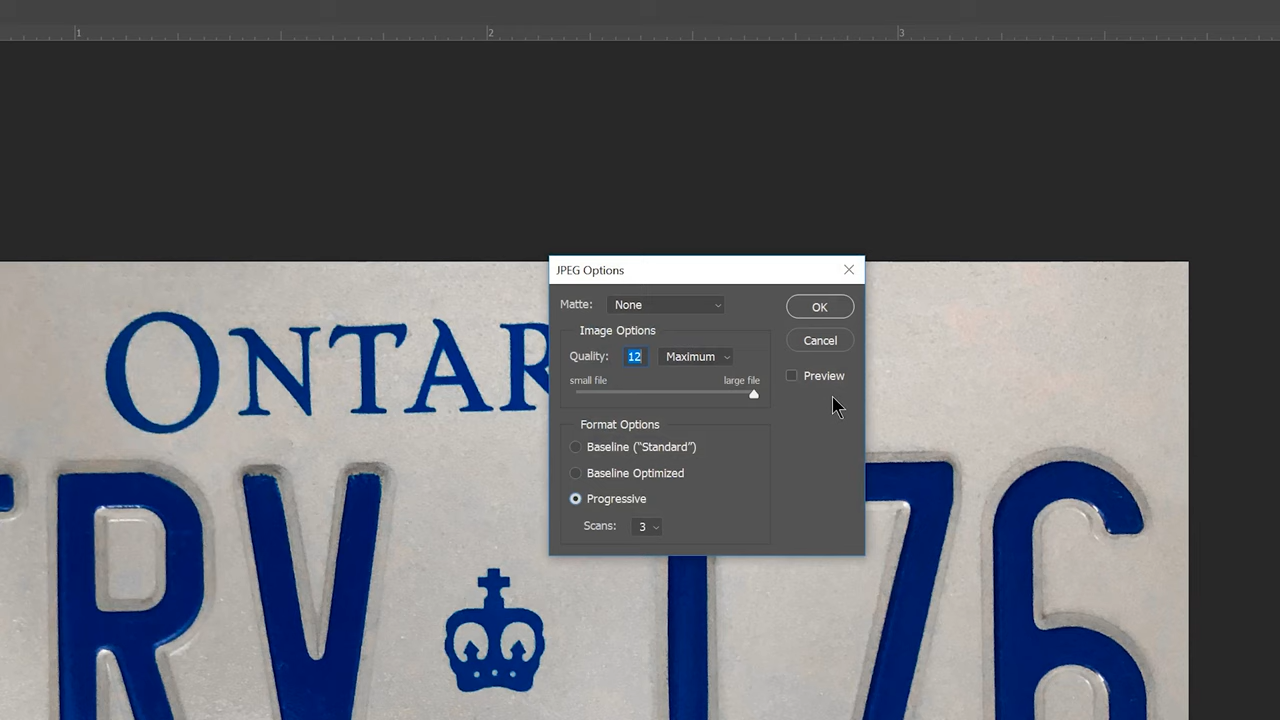 1 2 3
JPEG Options
Matte: None
OK
Image Options
Cancel
Quality: 12 Maximum
Preview
small file large file
Format Options
Baseline (“Standard”)
Baseline Optimized
Progressive
Scans: 3
ONTAR
RV 176